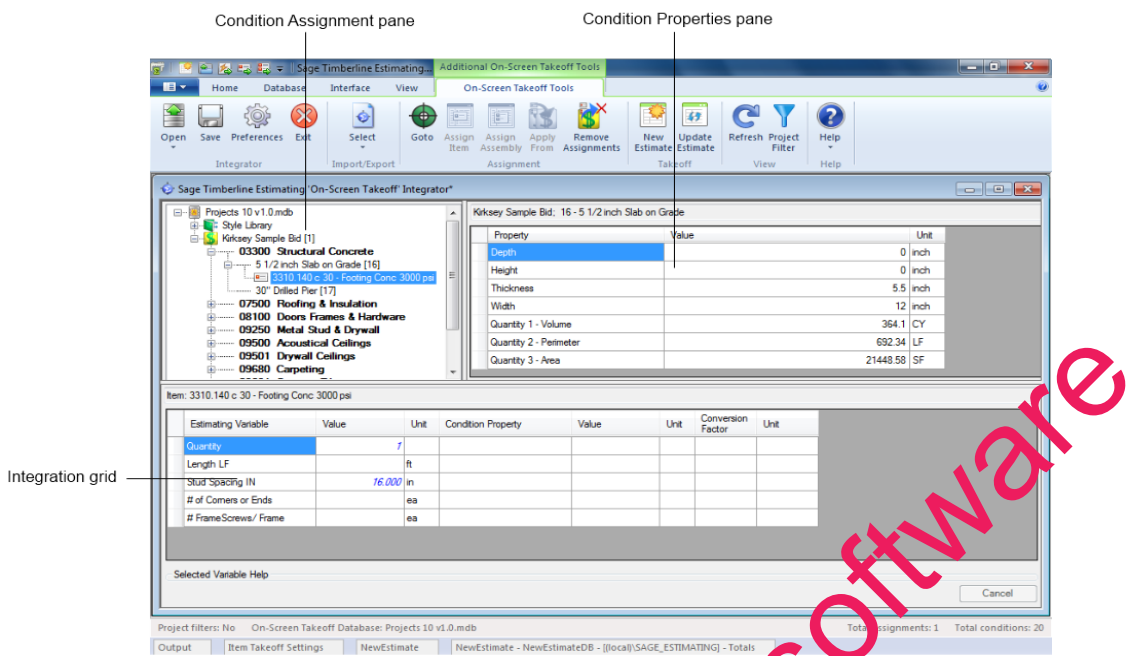 Condition Assignment pane
Condition Properties pane
Sage Timberline Estimating... Additional On-Screen Takeoff Tools
Home Database Interface View On-Screen Takeoff Tools
Open Save Preferences Exit Select Goto Assign Item Assign Assembly Apply From Remove Assignments New Estimate Update Estimate Refresh Project Filter Help
Integrator Import/Export Assignment Takeoff View Help
Sage Timberline Estimating 'On-Screen Takeoff' Integrator*
Projects 10 v1.0.mdb
Style Library
Kirksey Sample Bid [1]
03300 Structural Concrete
5 1/2 inch Slab on Grade [16]
3310.140 c 30 - Footing Conc 3000 psi
30" Drilled Pier [17]
07500 Roofing & Insulation
08100 Doors Frames & Hardware
09250 Metal Stud & Drywall
09500 Acoustical Ceilings
09501 Drywall Ceilings
09680 Carpeting
Kirksey Sample Bid; 16 - 5 1/2 inch Slab on Grade
Property Value Unit
Depth 0 inch
Height 0 inch
Thickness 5.5 inch
Width 12 inch
Quantity 1 - Volume 364.1 CY
Quantity 2 - Perimeter 692.34 LF
Quantity 3 - Area 21448.58 SF
Item: 3310.140 c 30 - Footing Conc 3000 psi
Estimating Variable Value Unit Condition Property Value Unit Conversion Factor Unit
Quantity 1
Length LF ft
Stud Spacing IN 16.000 in
# of Corners or Ends ea
# FrameScrews/ Frame ea
Integration grid
Selected Variable Help
Cancel
Project filters: No On-Screen Takeoff Database: Projects 10 v1.0.mdb Total assignments: 1 Total conditions: 20
Output Item Takeoff Settings NewEstimate NewEstimate - NewEstimateDB - [(local)\SAGE_ESTIMATING] - Totals
software